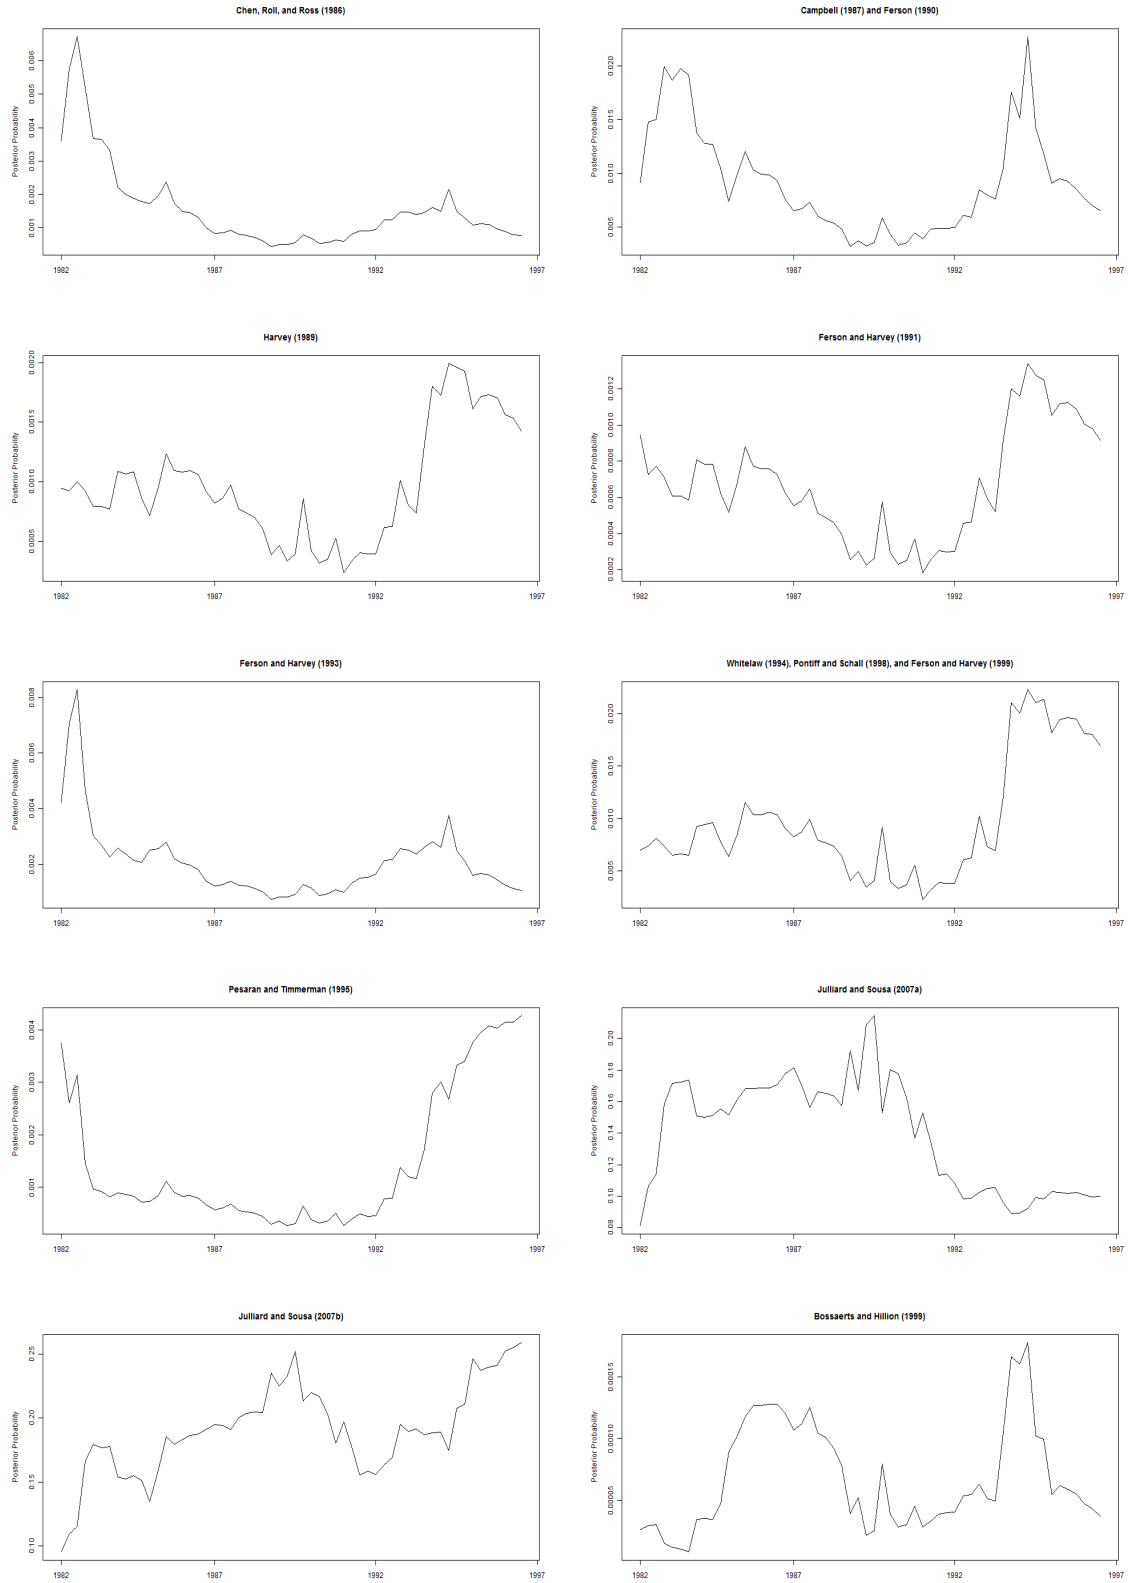 Chen, Roll, and Ross (1986)
Posterior Probability
0.001 0.002 0.003 0.004 0.005 0.006
1982 1987 1992 1997
Campbell (1987) and Ferson (1990)
Posterior Probability
0.005 0.010 0.015 0.020
1982 1987 1992 1997
Harvey (1989)
Posterior Probability
0.0005 0.0010 0.0015 0.0020
1982 1987 1992 1997
Ferson and Harvey (1991)
Posterior Probability
0.0002 0.0004 0.0006 0.0008 0.0010 0.0012
1982 1987 1992 1997
Ferson and Harvey (1993)
Posterior Probability
0.002 0.004 0.006 0.008
1982 1987 1992 1997
Whitelaw (1994), Pontiff and Schall (1998), and Ferson and Harvey (1999)
Posterior Probability
0.005 0.010 0.015 0.020
1982 1987 1992 1997
Pesaran and Timmerman (1995)
Posterior Probability
0.001 0.002 0.003 0.004
1982 1987 1992 1997
Julliard and Sousa (2007a)
Posterior Probability
0.08 0.10 0.12 0.14 0.16 0.18 0.20
1982 1987 1992 1997
Julliard and Sousa (2007b)
Posterior Probability
0.10 0.15 0.20 0.25
1982 1987 1992 1997
Bossaerts and Hillion (1999)
Posterior Probability
0.00005 0.00010 0.00015
1982 1987 1992 1997